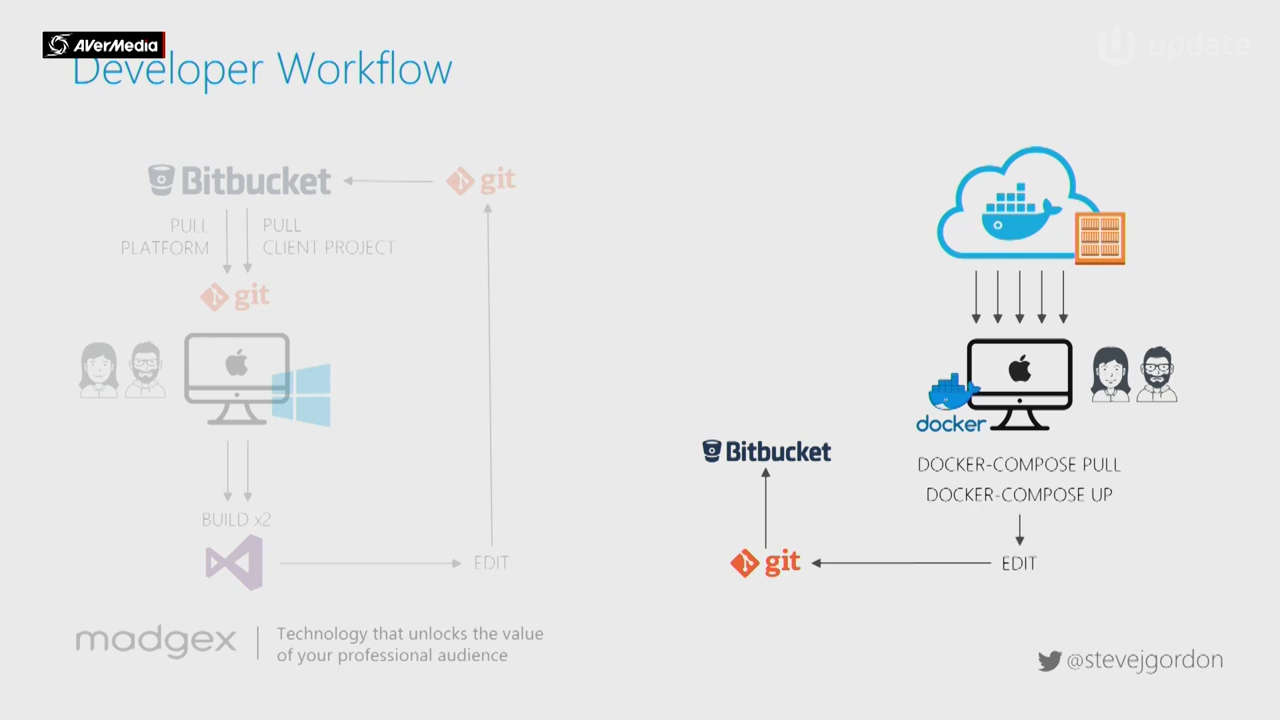 AVerMedia
update
Developer Workflow
Bitbucket
git
PULL
PLATFORM
PULL
CLIENT PROJECT
git
BUILD x2
EDIT
docker
DOCKER-COMPOSE PULL
DOCKER-COMPOSE UP
Bitbucket
git
EDIT
madgex
Technology that unlocks the value
of your professional audience
@stevejgordon